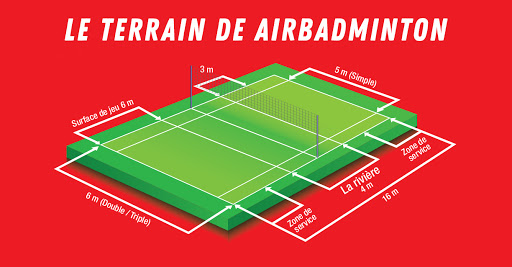 LE TERRAIN DE AIRBADMINTON
3 m
5 m (Simple)
Surface de jeu 6 m
Zone de
service
La rivière
4 m
16 m
6 m (Double / Triple)
Zone de
service